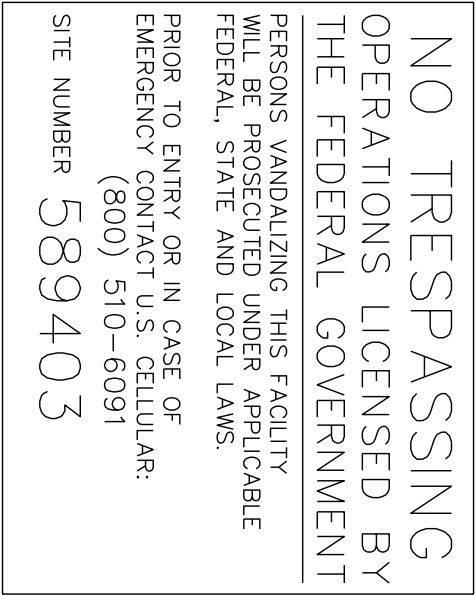 NO TRESPASSING
OPERATIONS LICENSED BY
THE FEDERAL GOVERNMENT
PERSONS VANDALIZING THIS FACILITY
WILL BE PROSECUTED UNDER APPLICABLE
FEDERAL, STATE AND LOCAL LAWS.
PRIOR TO ENTRY OR IN CASE OF
EMERGENCY CONTACT U.S. CELLULAR:
(800) 510-6091
SITE NUMBER 589403